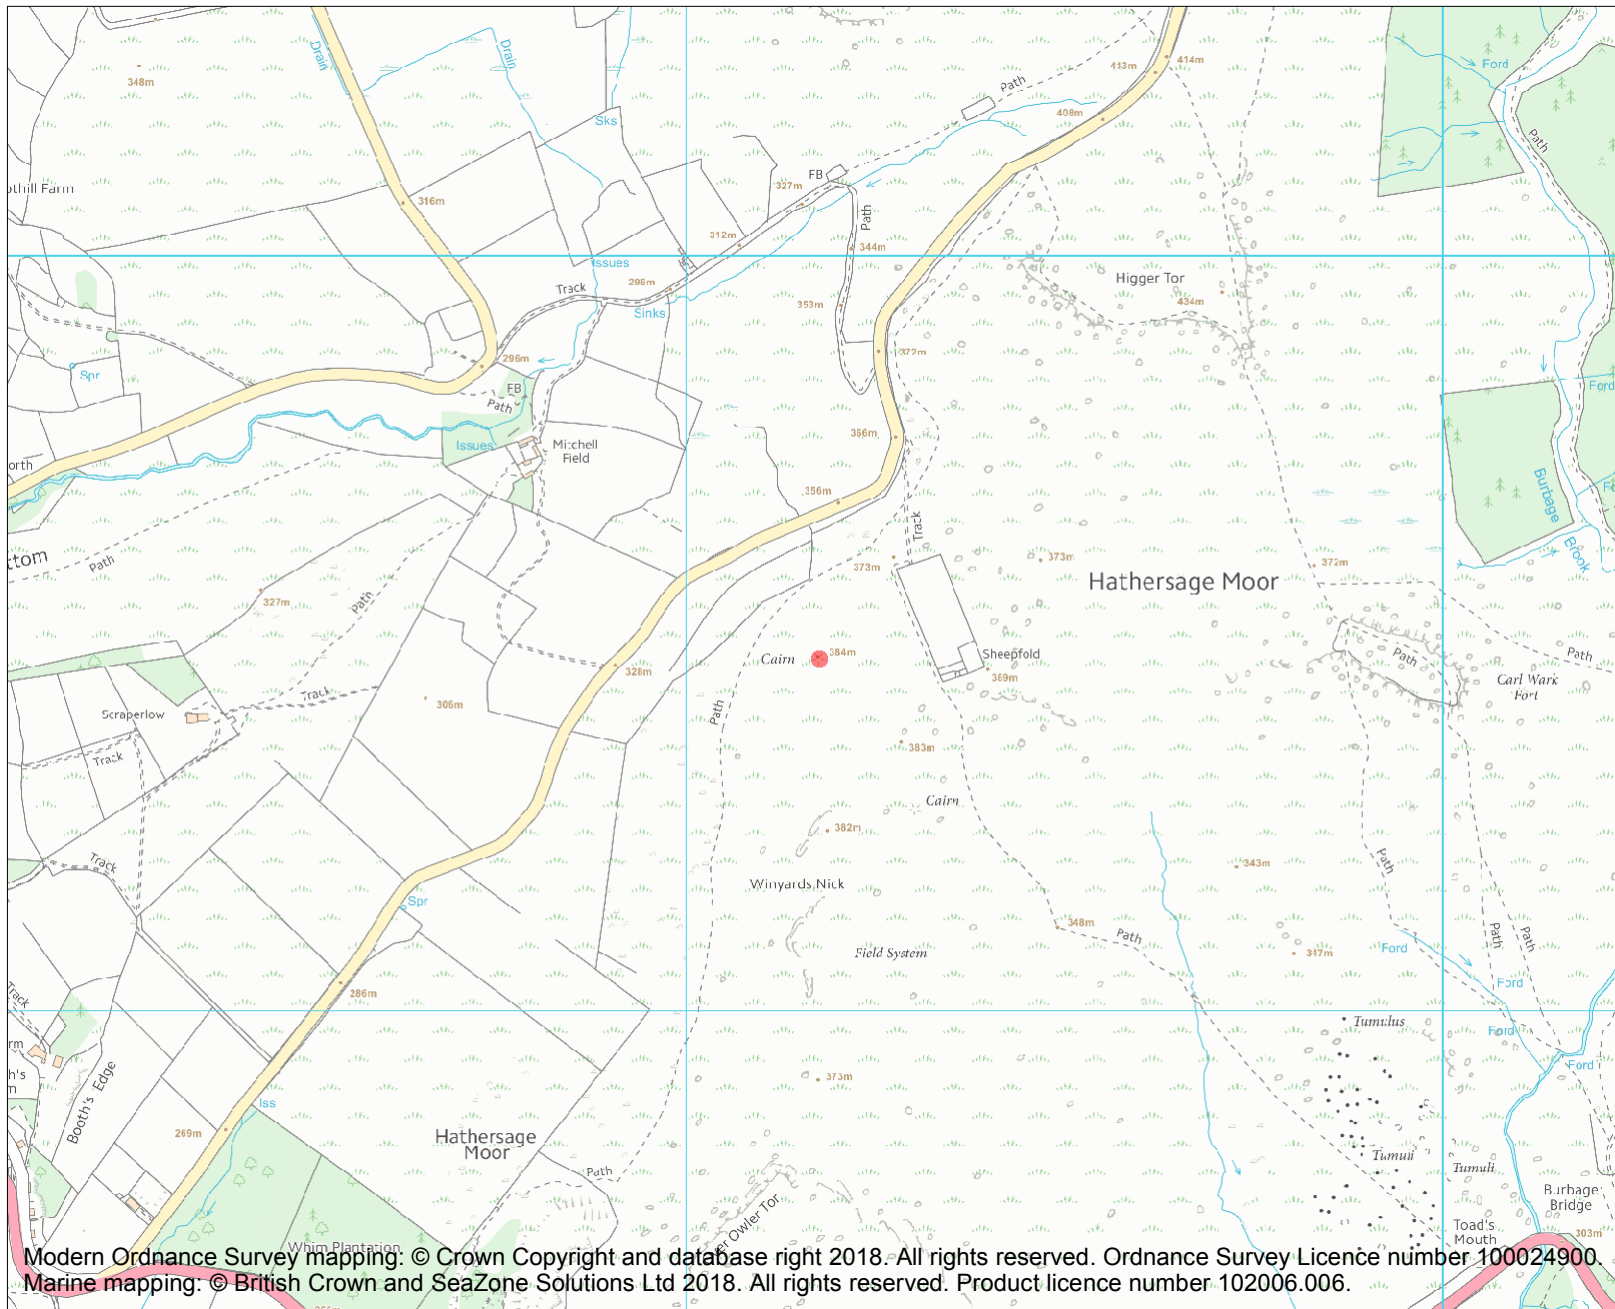 Drain
Drain
348m
Sks
Path
413m
414m
408m
Ford
Path
316m
FB
327m
Path
312m
344m
Issues
296m
Track
Sinks
353m
Higger Tor
434m
372m
296m
Spr
FB
Path
Issues
Mitchell
Field
366m
356m
Track
Ford
Burbage
Brook
Path
373m
373m
372m
Hathersage Moor
327m
Path
Cairn
384m
Sheepfold
369m
Path
Path
Carl Wark
Fort
328m
Track
306m
Scraperlow
Track
Path
383m
Cairn
382m
Winyards Nick
343m
Path
Track
Spr
348m
Path
Field System
317m
Ford
Path
Path
Ford
286m
Track
Tumulus
Ford
Ford
373m
Booth's Edge
Iss
269m
Hathersage
Moor
Path
Tumuli
Tumuli
Burbage
Bridge
Toad's
Mouth
303m
Owler Tor
Whim Plantation
Modern Ordnance Survey mapping: © Crown Copyright and database right 2018. All rights reserved. Ordnance Survey Licence number 100024900.
Marine mapping: © British Crown and SeaZone Solutions Ltd 2018. All rights reserved. Product licence number 102006.006.